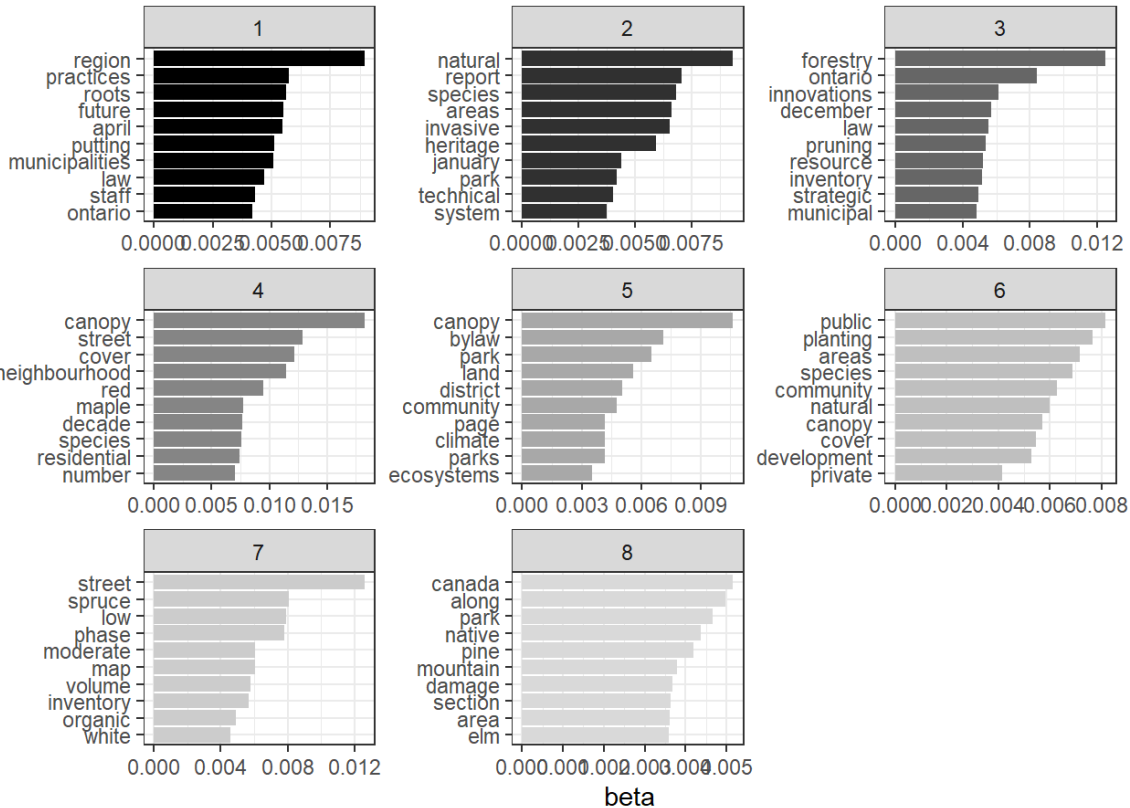 1
region
practices
roots
future
april
putting
municipalities
law
staff
ontario
0.0000 0.0025 0.0050 0.0075
2
natural
report
species
areas
invasive
heritage
january
park
technical
system
0.0000 0.0025 0.0050 0.0075
3
forestry
ontario
innovations
december
law
pruning
resource
inventory
strategic
municipal
0.000 0.004 0.008 0.012
4
canopy
street
cover
neighbourhood
red
maple
decade
species
residential
number
0.000 0.005 0.010 0.015
5
canopy
bylaw
park
land
district
community
page
climate
parks
ecosystems
0.000 0.003 0.006 0.009
6
public
planting
areas
species
community
natural
canopy
cover
development
private
0.000 0.002 0.004 0.006 0.008
7
street
spruce
low
phase
moderate
map
volume
inventory
organic
white
0.000 0.004 0.008 0.012
8
canada
along
park
native
pine
mountain
damage
section
area
elm
0.000 0.001 0.002 0.003 0.004 0.005
beta